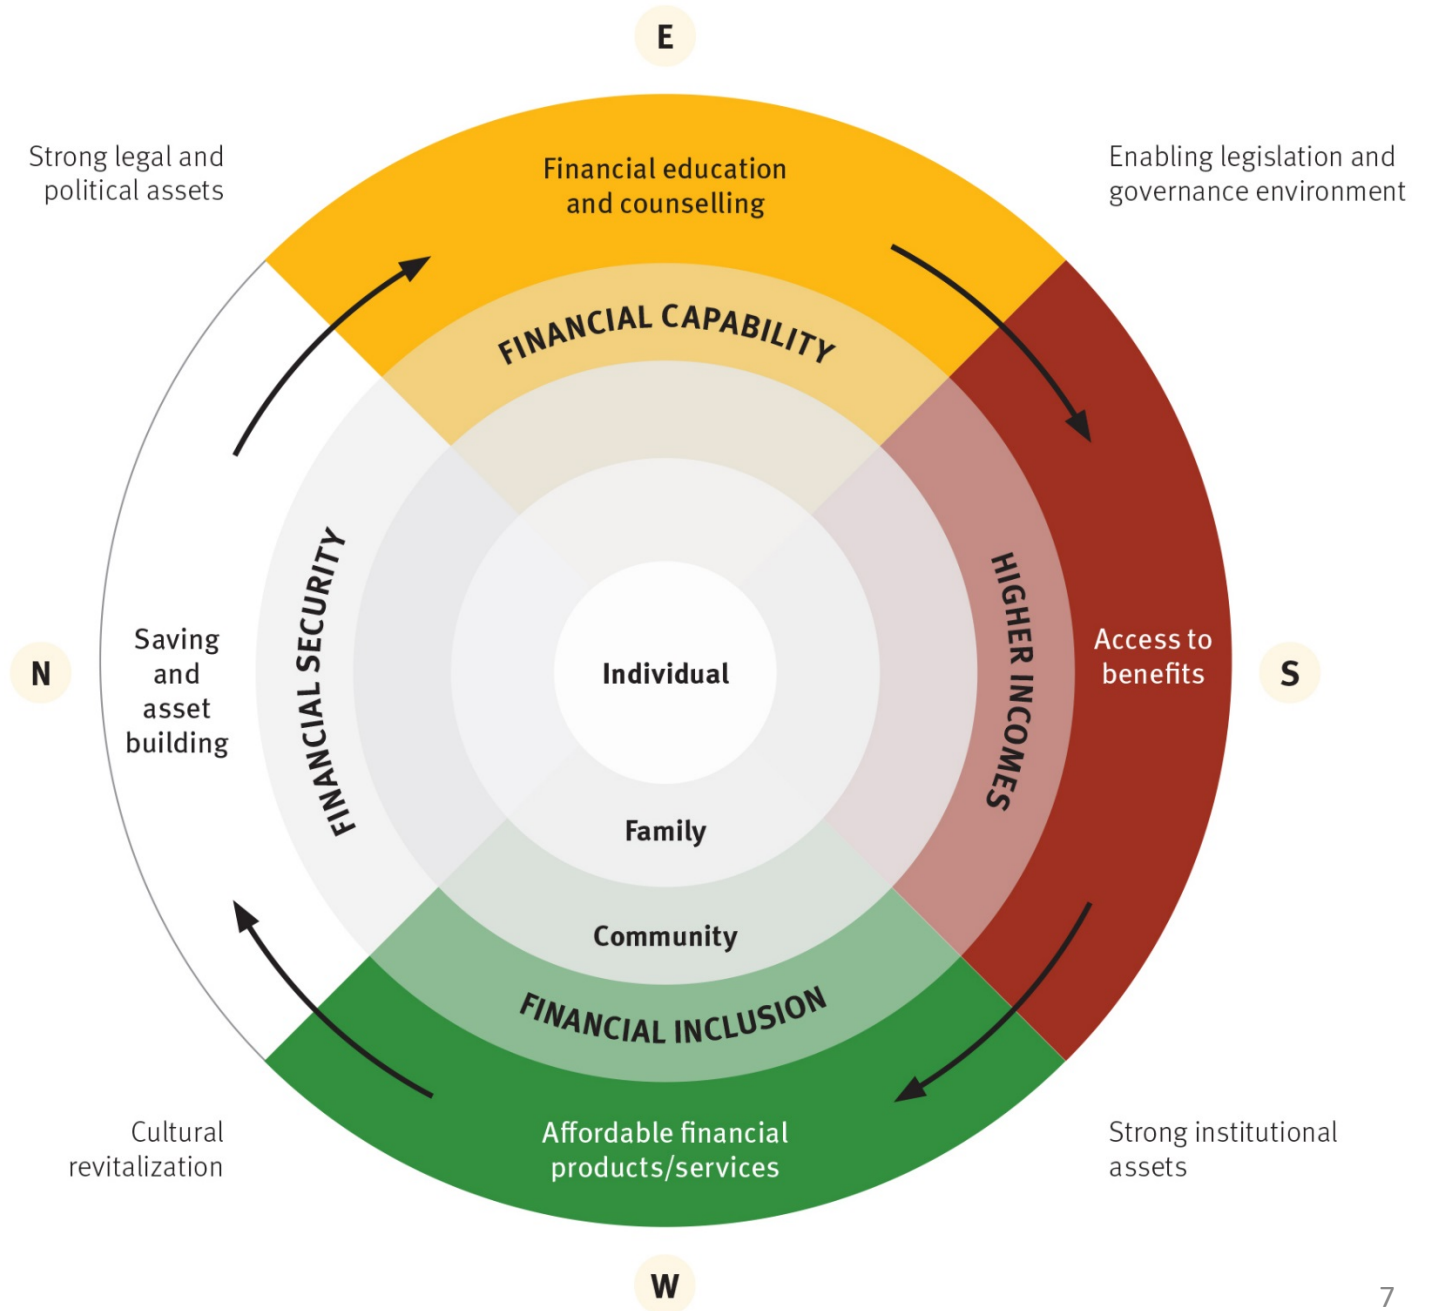 E
Strong legal and
political assets
Financial education
and counselling
Enabling legislation and
governance environment
FINANCIAL CAPABILITY
N
Saving
and
asset
building
FINANCIAL SECURITY
Individual
HIGHER INCOMES
Access to
benefits
S
Family
Community
FINANCIAL INCLUSION
Cultural
revitalization
Affordable financial
products/services
Strong institutional
assets
W
7